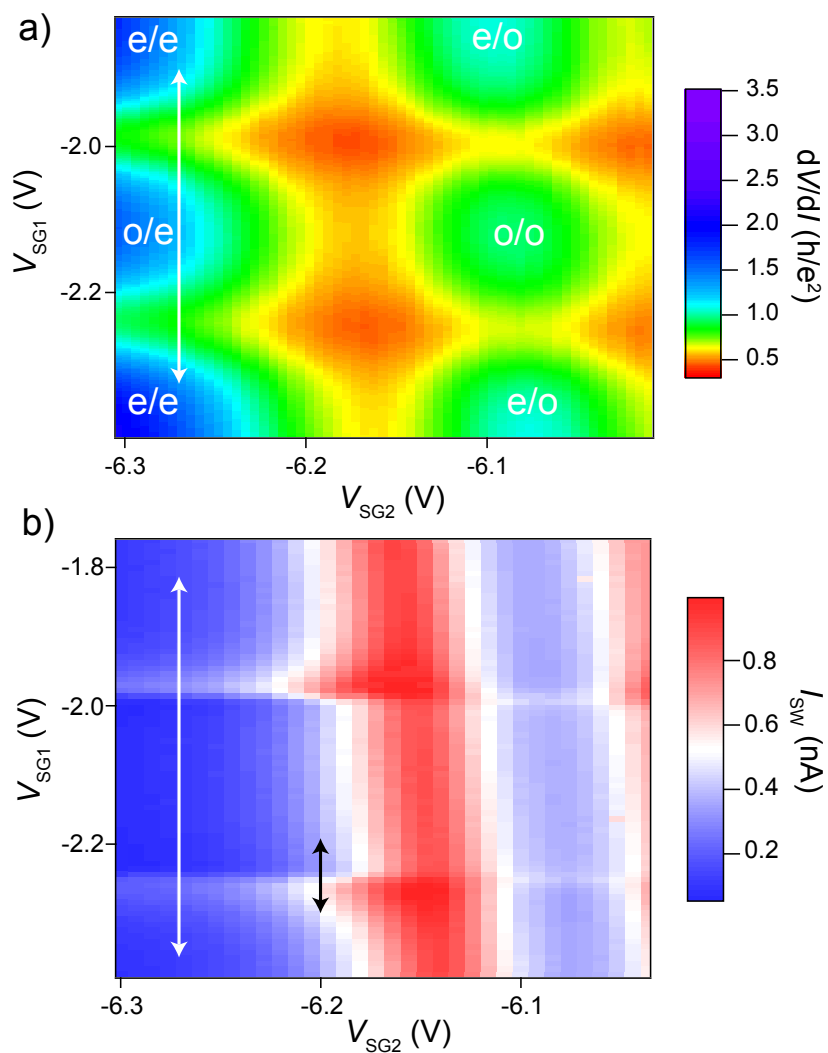 a)
e/e
e/o
o/e
o/o
e/e
e/o
-2.0
-2.2
V_SG1 (V)
-6.3
-6.2
-6.1
V_SG2 (V)
3.5
3.0
2.5
2.0
1.5
1.0
0.5
dV/dI (h/e²)
b)
-1.8
-2.0
-2.2
V_SG1 (V)
-6.3
-6.2
-6.1
V_SG2 (V)
0.8
0.6
0.4
0.2
I_SW (nA)